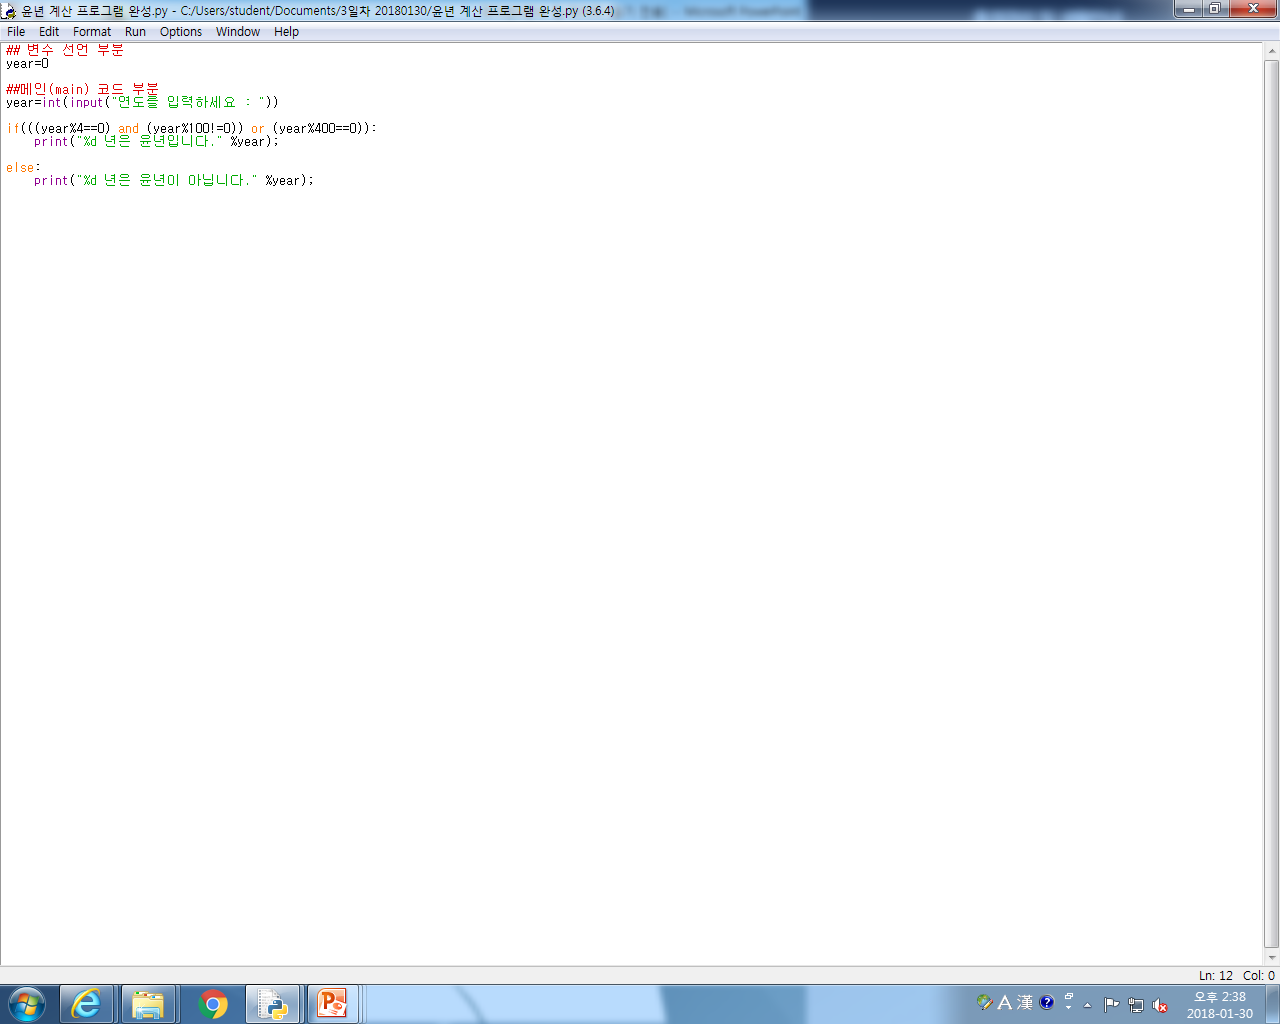 윤년 계산 프로그램 완성.py - C:/Users/student/Documents/3일차 20180130/윤년 계산 프로그램 완성.py (3.6.4)
File Edit Format Run Options Window Help
## 변수 선언 부분
year=0
##메인(main) 코드 부분
year=int(input("연도를 입력하세요 : "))
if(((year%4==0) and (year%100!=0)) or (year%400==0)):
print("%d 년은 윤년입니다." %year);
else:
print("%d 년은 윤년이 아닙니다." %year);
Ln: 12 Col: 0
A 漢
오후 2:38
2018-01-30